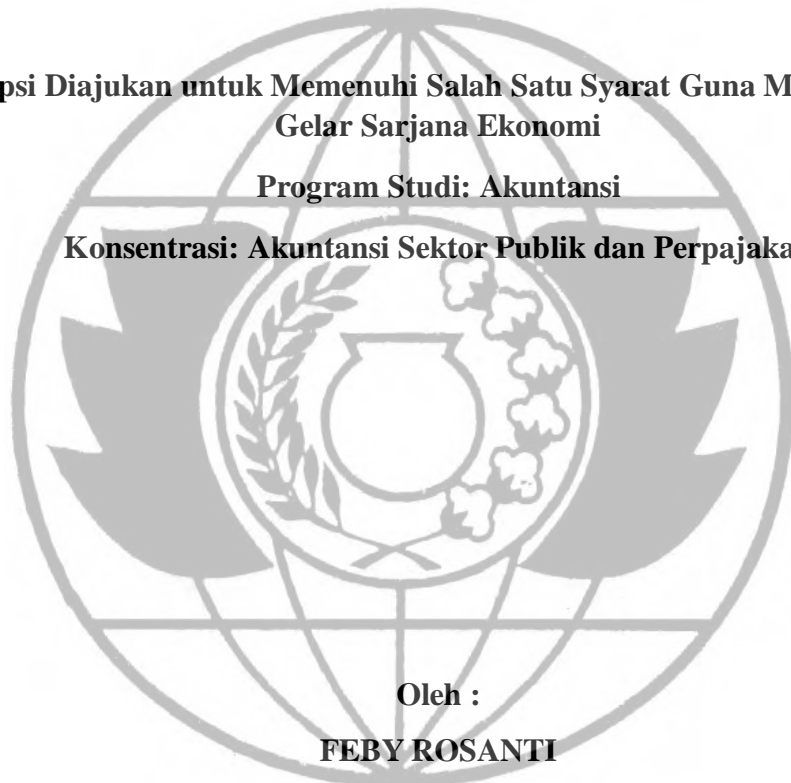 psi Diajukan untuk Memenuhi Salah Satu Syarat Guna M
Gelar Sarjana Ekonomi
Program Studi: Akuntansi
Konsentrasi: Akuntansi Sektor Publik dan Perpajaka
Oleh :
FEBY ROSANTI